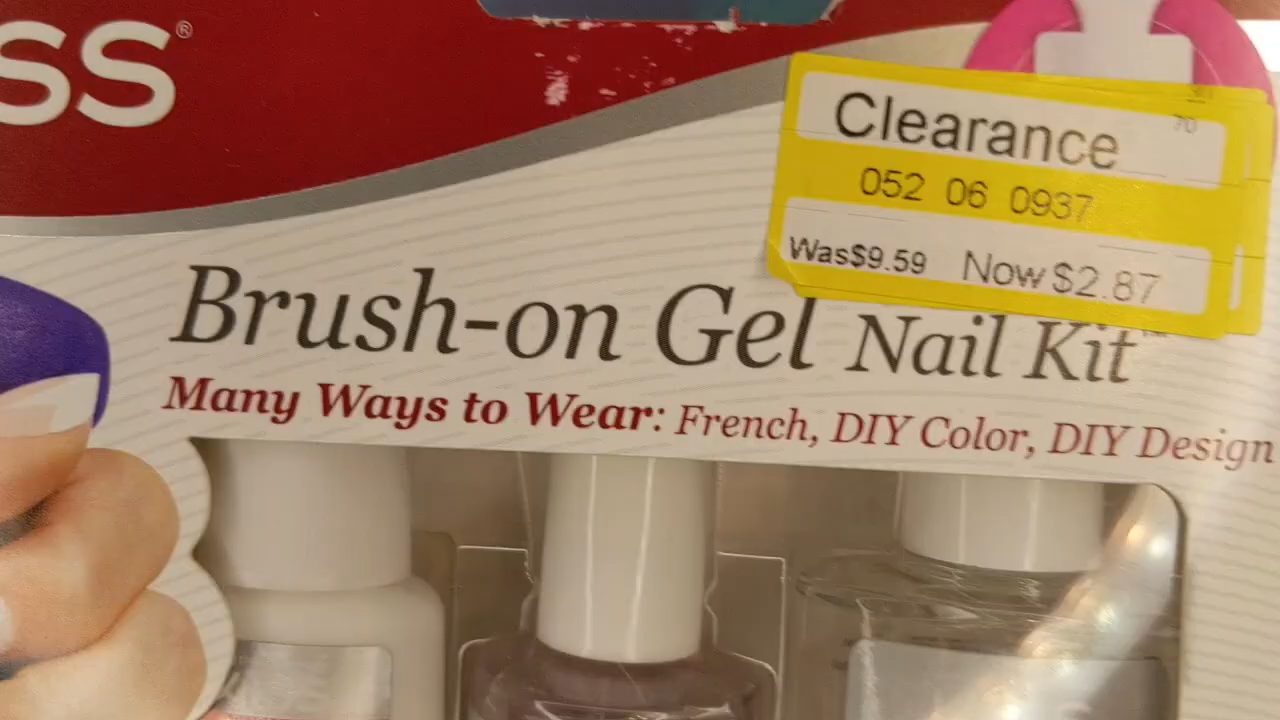 SS®
Clearance 70
052 06 0937
Was$9.59 Now$2.87
Brush-on Gel Nail Kit
Many Ways to Wear: French, DIY Color, DIY Design